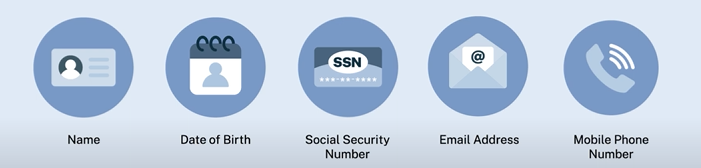 SSN
@
Name
Date of Birth
Social Security
Number
Email Address
Mobile Phone
Number